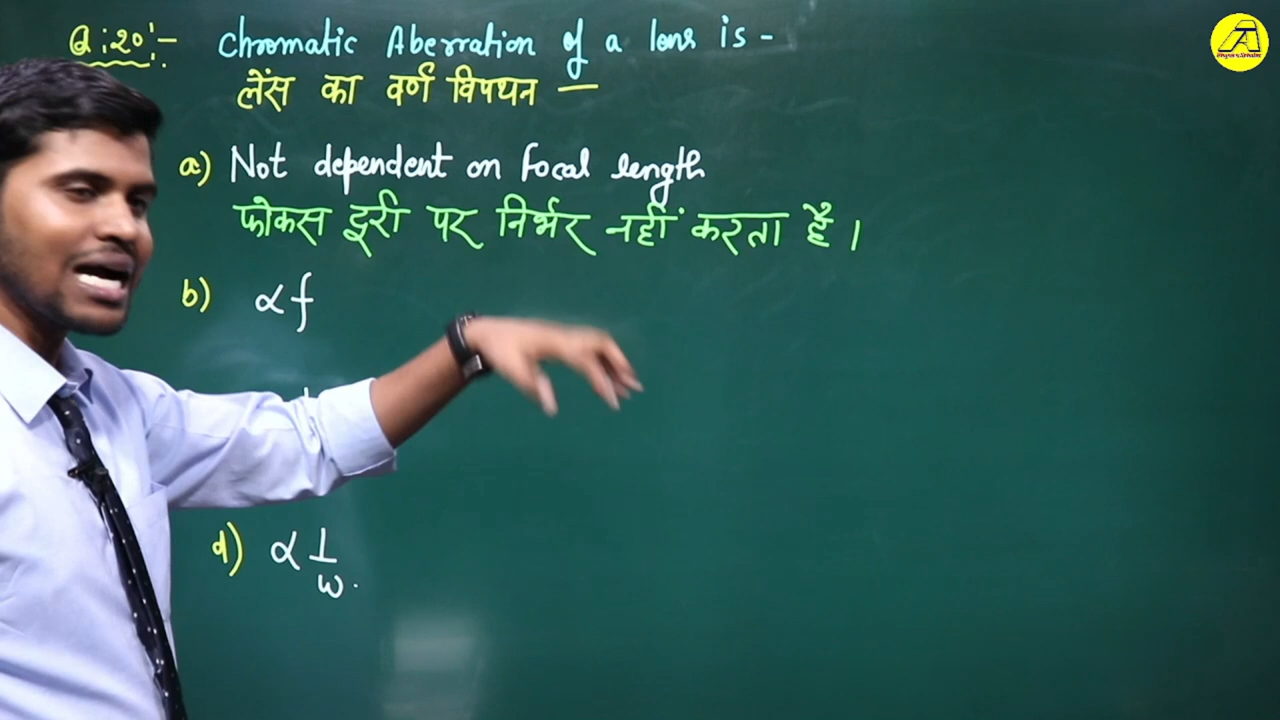 Q:20:-
Chromatic Aberration of a lens is -
लेंस का वर्ण विपथन —
a) Not dependent on focal length
फोकस दूरी पर निर्भर नहीं करता है।
b) ∝ f
d) ∝ 1/ω.